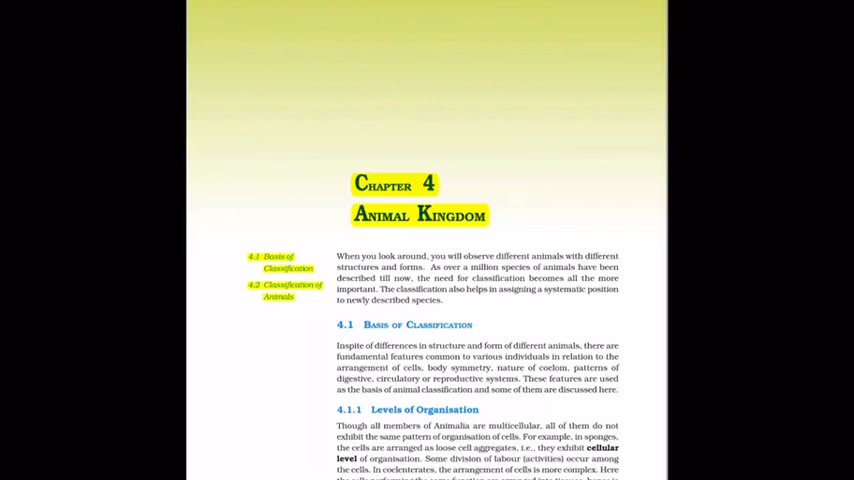 CHAPTER 4
ANIMAL KINGDOM
4.1 Basis of
Classification
4.2 Classification of
Animals
When you look around, you will observe different animals with different
structures and forms. As over a million species of animals have been
described till now, the need for classification becomes all the more
important. The classification also helps in assigning a systematic position
to newly described species.
4.1 BASIS OF CLASSIFICATION
Inspite of differences in structure and form of different animals, there are
fundamental features common to various individuals in relation to the
arrangement of cells, body symmetry, nature of coelom, patterns of
digestive, circulatory or reproductive systems. These features are used
as the basis of animal classification and some of them are discussed here.
4.1.1 Levels of Organisation
Though all members of Animalia are multicellular, all of them do not
exhibit the same pattern of organisation of cells. For example, in sponges,
the cells are arranged as loose cell aggregates, i.e., they exhibit cellular
level of organisation. Some division of labour (activities) occur among
the cells. In coelenterates, the arrangement of cells is more complex. Here